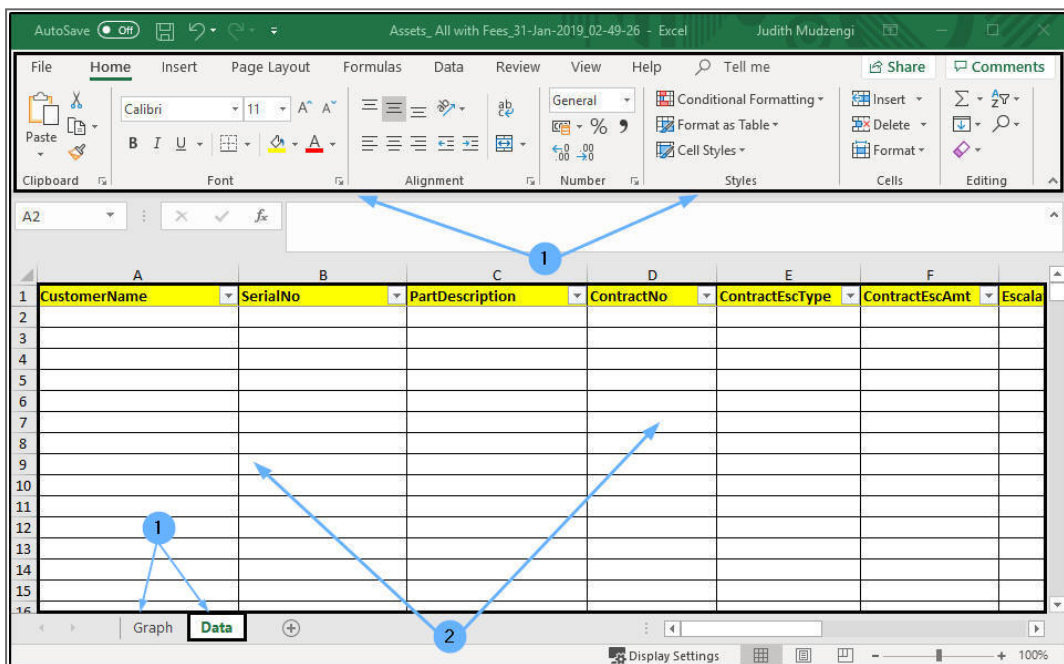 AutoSave Off Assets_ All with Fees_31-Jan-2019_02-49-26 - Excel Judith Mudzengi
File Home Insert Page Layout Formulas Data Review View Help Tell me Share Comments
Calibri 11 A^ A˅ ab General Conditional Formatting Insert Σ
Paste B I U A % , Format as Table Delete
Cell Styles Format
Clipboard Font Alignment Number Styles Cells Editing
A2 fx
1
A B C D E F
1 CustomerName SerialNo PartDescription ContractNo ContractEscType ContractEscAmt Escala
2
3
4
5
6
7
8
9
10
11
12 1
13
14
15
16
Graph Data 2
Display Settings 100%